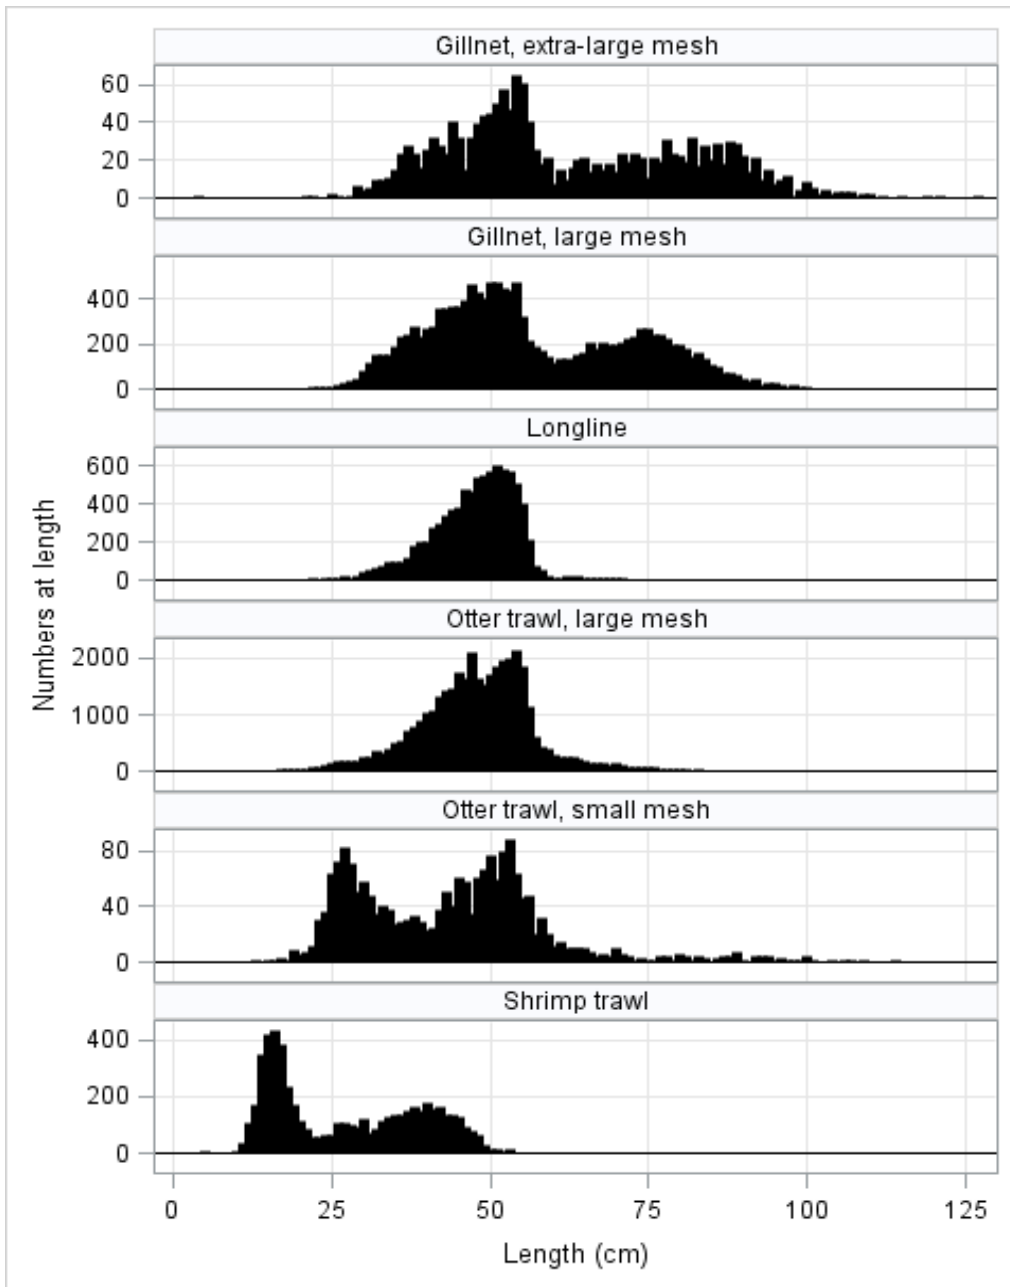 Gillnet, extra-large mesh
60
40
20
0
Gillnet, large mesh
400
200
0
Longline
600
400
200
0
Otter trawl, large mesh
2000
1000
0
Otter trawl, small mesh
80
40
0
Shrimp trawl
400
200
0
0 25 50 75 100 125
Length (cm)
Numbers at length